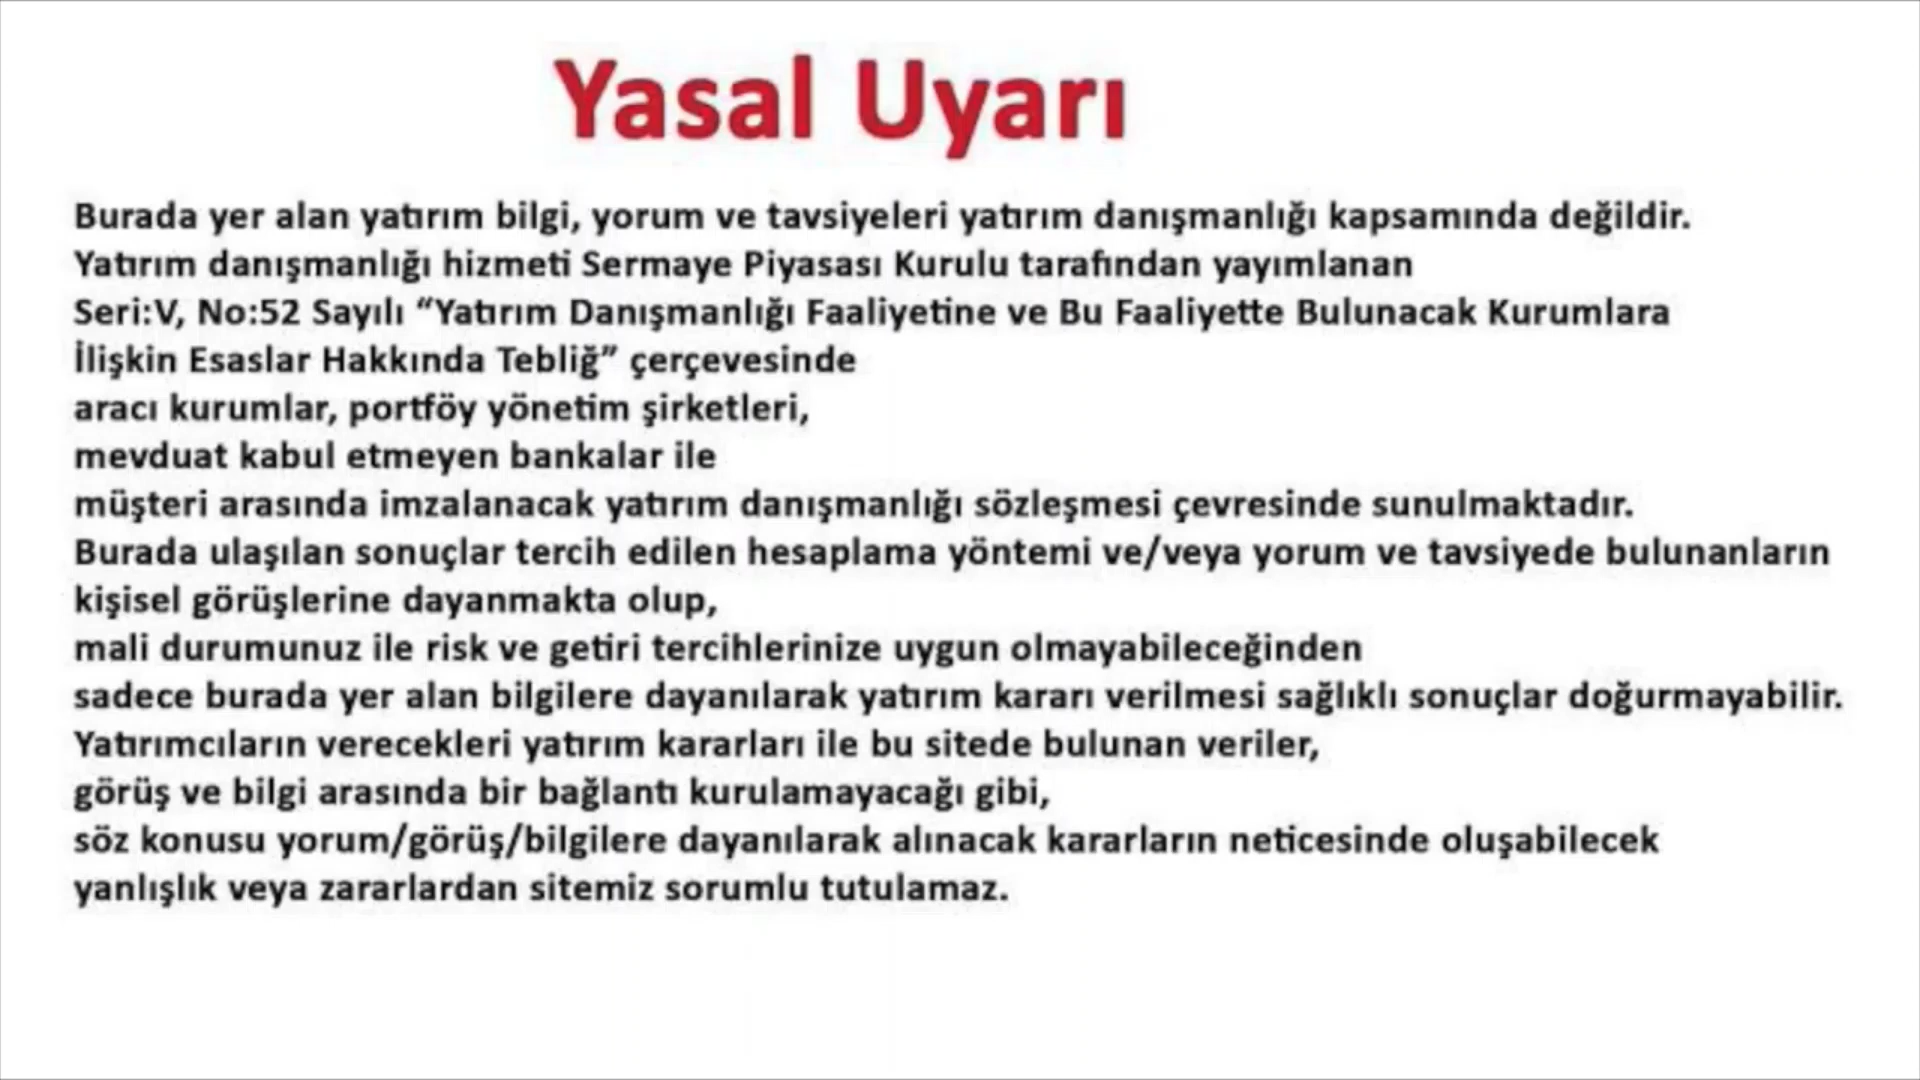 Yasal Uyarı
Burada yer alan yatırım bilgi, yorum ve tavsiyeleri yatırım danışmanlığı kapsamında değildir.
Yatırım danışmanlığı hizmeti Sermaye Piyasası Kurulu tarafından yayımlanan
Seri:V, No:52 Sayılı “Yatırım Danışmanlığı Faaliyetine ve Bu Faaliyette Bulunacak Kurumlara
İlişkin Esaslar Hakkında Tebliğ” çerçevesinde
aracı kurumlar, portföy yönetim şirketleri,
mevduat kabul etmeyen bankalar ile
müşteri arasında imzalanacak yatırım danışmanlığı sözleşmesi çevresinde sunulmaktadır.
Burada ulaşılan sonuçlar tercih edilen hesaplama yöntemi ve/veya yorum ve tavsiyede bulunanların
kişisel görüşlerine dayanmakta olup,
mali durumunuz ile risk ve getiri tercihlerinize uygun olmayabileceğinden
sadece burada yer alan bilgilere dayanılarak yatırım kararı verilmesi sağlıklı sonuçlar doğurmayabilir.
Yatırımcıların verecekleri yatırım kararları ile bu sitede bulunan veriler,
görüş ve bilgi arasında bir bağlantı kurulamayacağı gibi,
söz konusu yorum/görüş/bilgilere dayanılarak alınacak kararların neticesinde oluşabilecek
yanlışlık veya zararlardan sitemiz sorumlu tutulamaz.